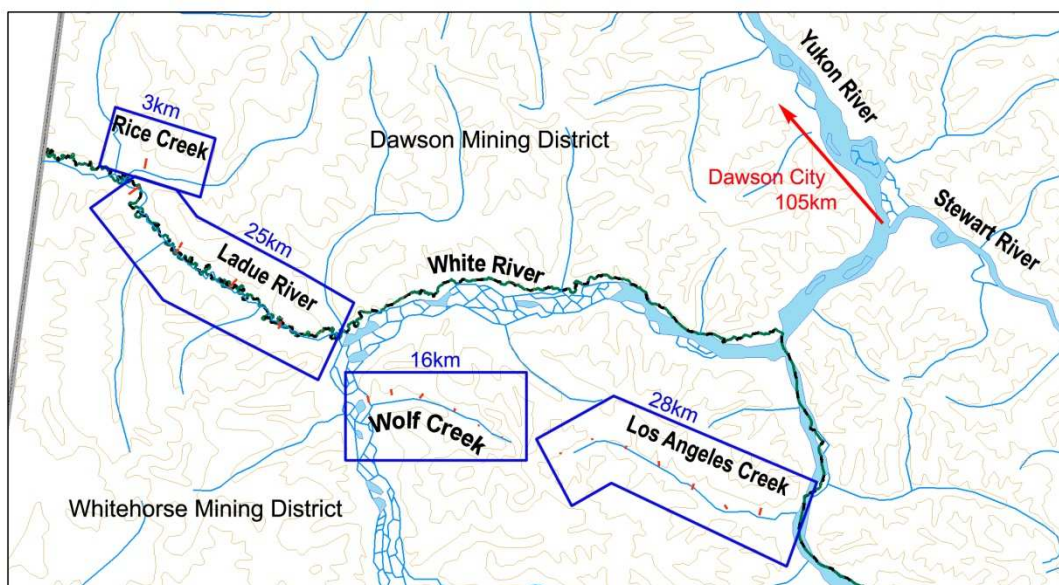 3km
Rice Creek
Dawson Mining District
Yukon River
Dawson City
105km
Stewart River
25km
Ladue River
White River
16km
Wolf Creek
28km
Los Angeles Creek
Whitehorse Mining District